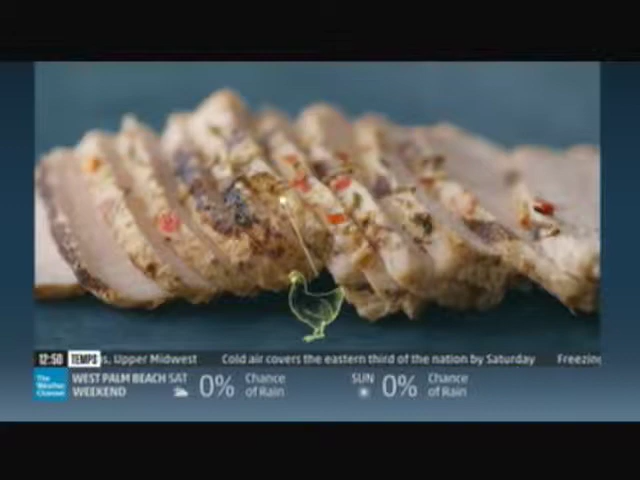 12:50 TEMPS s, Upper Midwest Cold air covers the eastern third of the nation by Saturday Freezing
The Weather Channel
WEST PALM BEACH WEEKEND
SAT 0% Chance of Rain
SUN 0% Chance of Rain